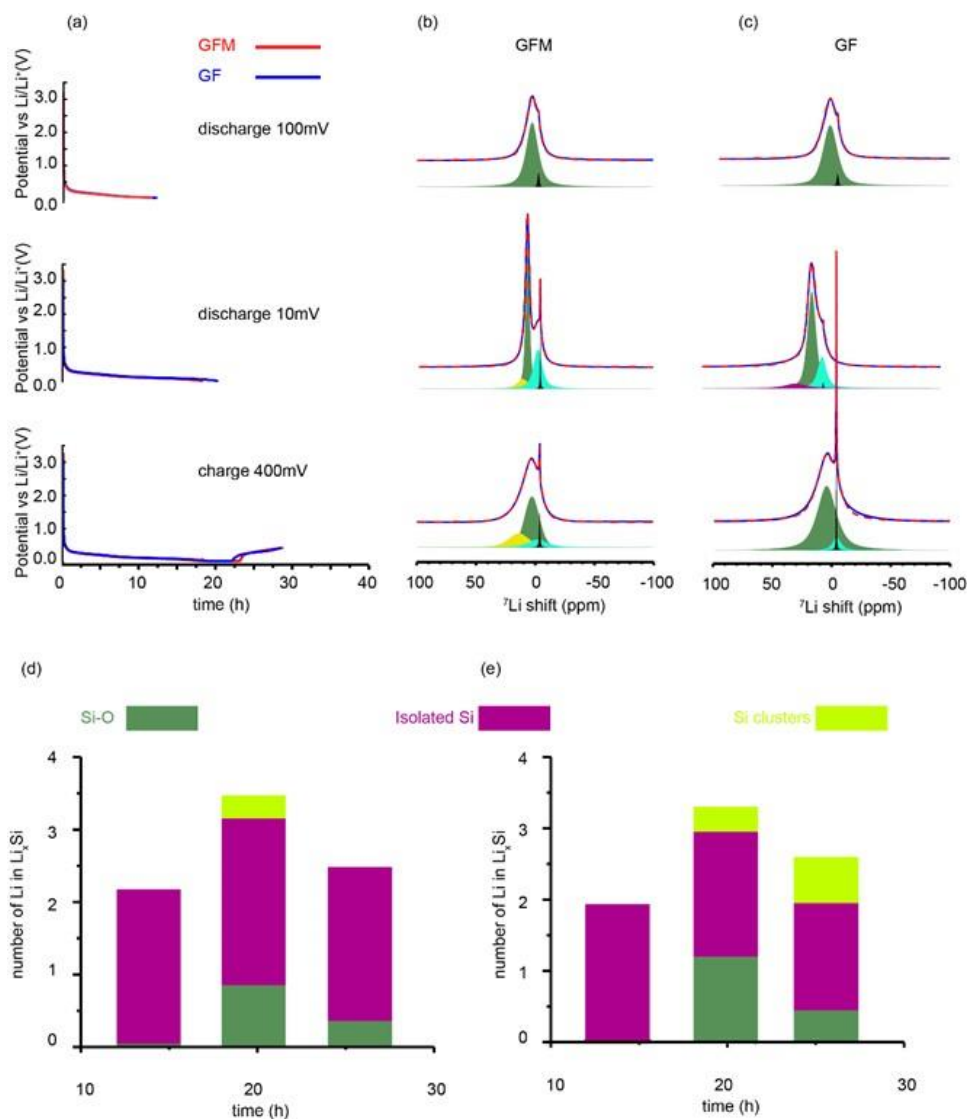 (a)
(b)
(c)
GFM
GF
GFM
GF
discharge 100mV
Potential vs Li/Li⁺(V)
3.0
2.0
1.0
0.0
discharge 10mV
Potential vs Li/Li⁺(V)
3.0
2.0
1.0
0.0
charge 400mV
Potential vs Li/Li⁺(V)
3.0
2.0
1.0
0.0
0 10 20 30 40
time (h)
100 50 0 -50 -100
⁷Li shift (ppm)
100 50 0 -50 -100
⁷Li shift (ppm)
(d)
(e)
Si-O
Isolated Si
Si clusters
number of Li in LiₓSi
4
3
2
1
0
10 20 30
time (h)
number of Li in LiₓSi
4
3
2
1
0
10 20 30
time (h)